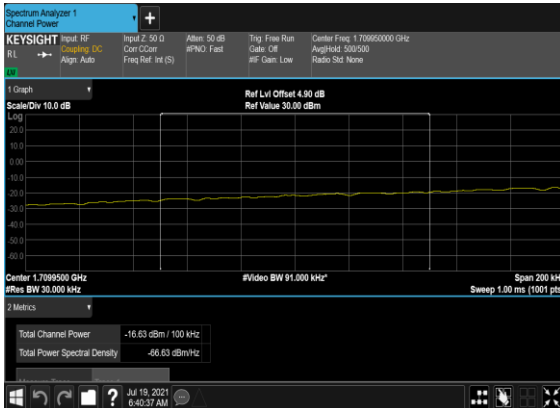 Spectrum Analyzer 1
Channel Power
+
KEYSIGHT Input: RF Input Z: 50 Ω Atten: 50 dB Trig: Free Run Center Freq: 1.709950000 GHz
RL Coupling: DC Corr CCorr #PNO: Fast Gate: Off Avg|Hold: 500/500
Align: Auto Freq Ref: Int (S) #IF Gain: Low Radio Std: None
LV
1 Graph
Ref Lvl Offset 4.90 dB
Scale/Div 10.0 dB Ref Value 30.00 dBm
Log
20.0
10.0
0.00
-10.0
-20.0
-30.0
-40.0
-50.0
-60.0
Center 1.7099500 GHz #Video BW 91.000 kHz* Span 200 kH
#Res BW 30.000 kHz Sweep 1.00 ms (1001 pts
2 Metrics
Total Channel Power -16.63 dBm / 100 kHz
Total Power Spectral Density -66.63 dBm/Hz
?
Jul 19, 2021
6:40:37 AM